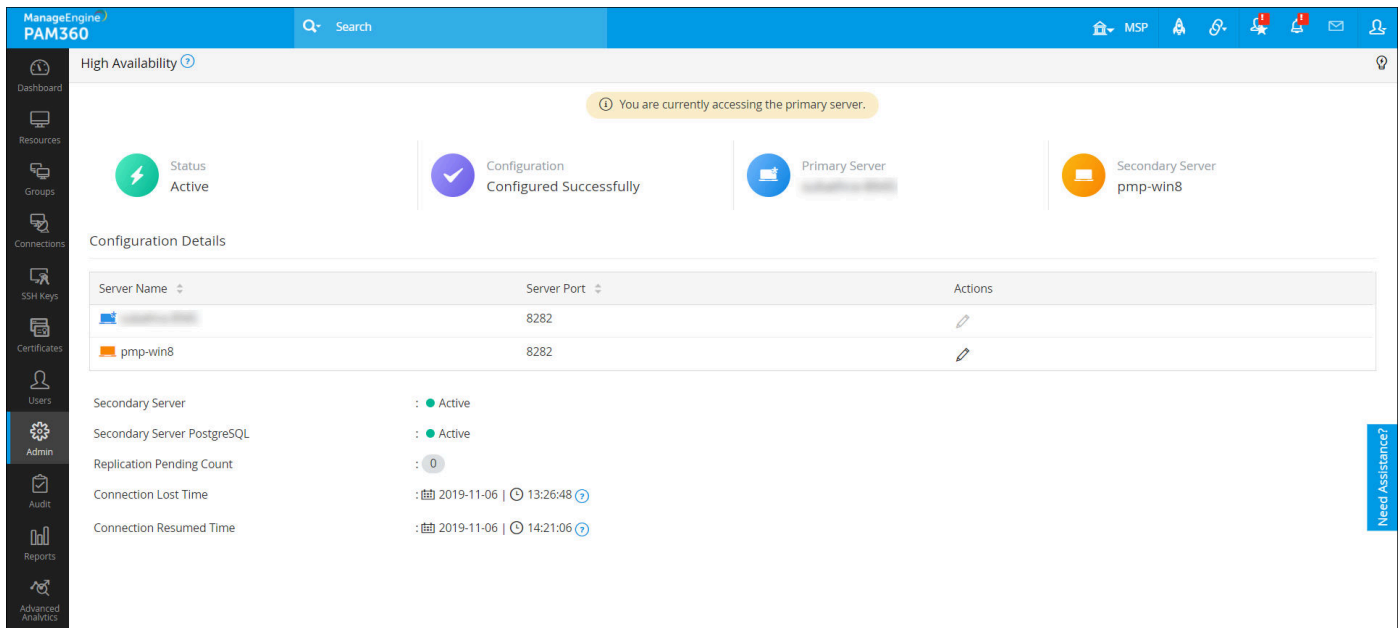 ManageEngine
PAM360
Search
MSP
Dashboard
Resources
Groups
Connections
SSH Keys
Certificates
Users
Admin
Audit
Reports
Advanced
Analytics
High Availability ?
You are currently accessing the primary server.
Status
Active
Configuration
Configured Successfully
Primary Server
Secondary Server
pmp-win8
Configuration Details
Server Name Server Port Actions
8282
pmp-win8 8282
Secondary Server : Active
Secondary Server PostgreSQL : Active
Replication Pending Count : 0
Connection Lost Time : 2019-11-06 | 13:26:48 ?
Connection Resumed Time : 2019-11-06 | 14:21:06 ?
Need Assistance?